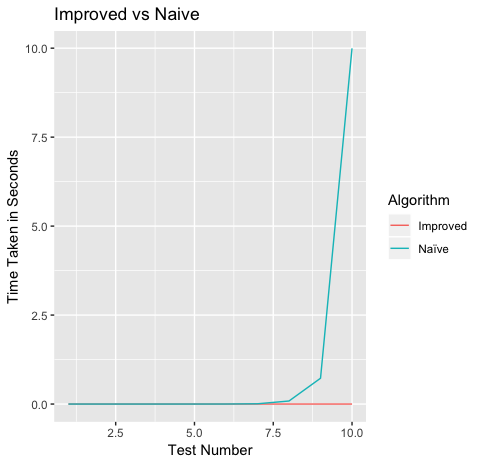 Improved vs Naive
10.0
7.5
5.0
2.5
0.0
Time Taken in Seconds
2.5 5.0 7.5 10.0
Test Number
Algorithm
Improved
Naïve